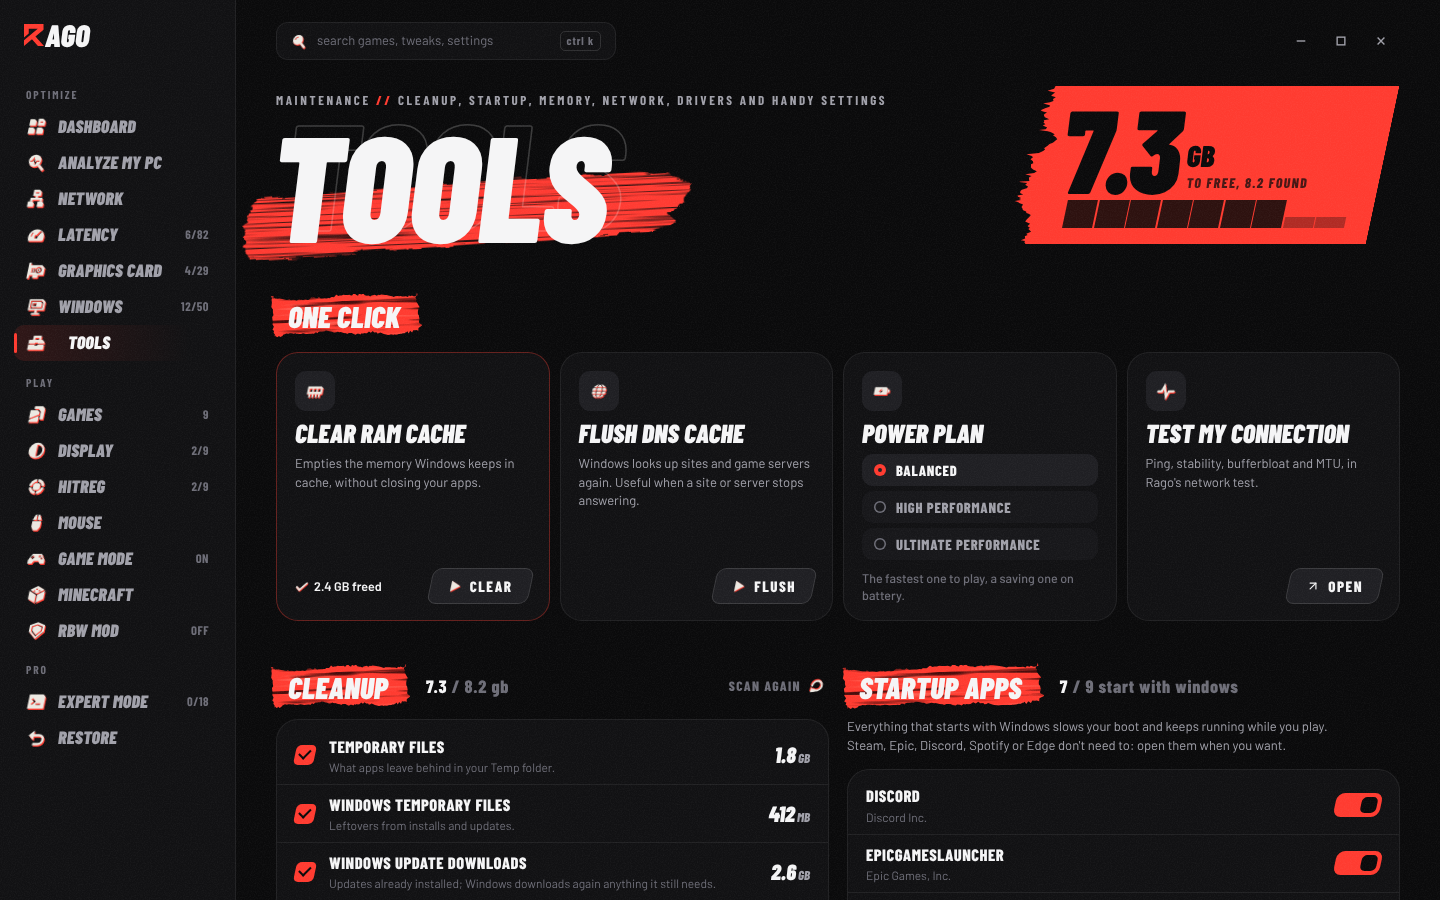 RAGO
search games, tweaks, settings
ctrl k
OPTIMIZE
DASHBOARD
ANALYZE MY PC
NETWORK
LATENCY 6/82
GRAPHICS CARD 4/29
WINDOWS 12/50
TOOLS
PLAY
GAMES 9
DISPLAY 2/9
HITREG 2/9
MOUSE
GAME MODE ON
MINECRAFT
RBW MOD OFF
PRO
EXPERT MODE 0/18
RESTORE
MAINTENANCE // CLEANUP, STARTUP, MEMORY, NETWORK, DRIVERS AND HANDY SETTINGS
TOOLS
7.3 GB
TO FREE, 8.2 FOUND
ONE CLICK
CLEAR RAM CACHE
Empties the memory Windows keeps in
cache, without closing your apps.
2.4 GB freed
CLEAR
FLUSH DNS CACHE
Windows looks up sites and game servers
again. Useful when a site or server stops
answering.
FLUSH
POWER PLAN
BALANCED
HIGH PERFORMANCE
ULTIMATE PERFORMANCE
The fastest one to play, a saving one on
battery.
TEST MY CONNECTION
Ping, stability, bufferbloat and MTU, in
Rago's network test.
OPEN
CLEANUP
7.3 / 8.2 gb
SCAN AGAIN
TEMPORARY FILES
What apps leave behind in your Temp folder.
1.8 GB
WINDOWS TEMPORARY FILES
Leftovers from installs and updates.
412 MB
WINDOWS UPDATE DOWNLOADS
Updates already installed; Windows downloads again anything it still needs.
2.6 GB
STARTUP APPS
7 / 9 start with windows
Everything that starts with Windows slows your boot and keeps running while you play.
Steam, Epic, Discord, Spotify or Edge don't need to: open them when you want.
DISCORD
Discord Inc.
EPICGAMESLAUNCHER
Epic Games, Inc.